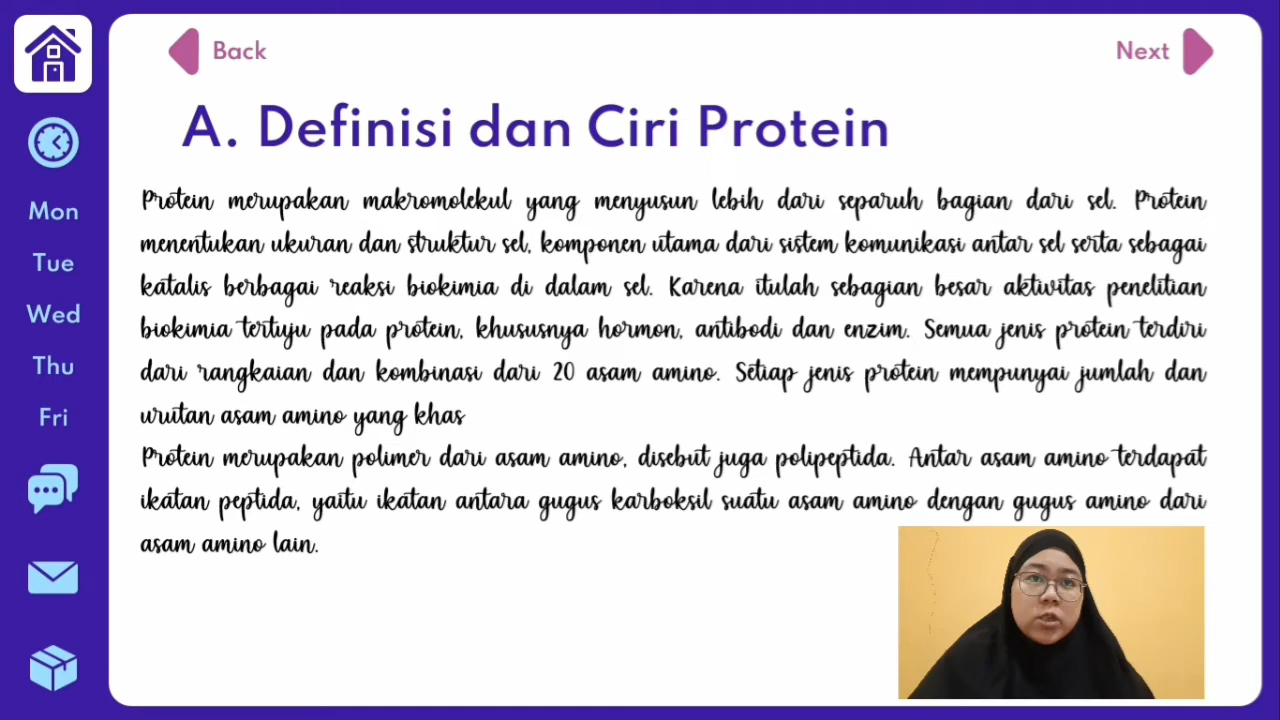 Back
Next
A. Definisi dan Ciri Protein
Protein merupakan makromolekul yang menyusun lebih dari separuh bagian dari sel. Protein
menentukan ukuran dan struktur sel, komponen utama dari sistem komunikasi antar sel serta sebagai
katalis berbagai reaksi biokimia di dalam sel. Karena itulah sebagian besar aktivitas penelitian
biokimia tertuju pada protein, khususnya hormon, antibodi dan enzim. Semua jenis protein terdiri
dari rangkaian dan kombinasi dari 20 asam amino. Setiap jenis protein mempunyai jumlah dan
urutan asam amino yang khas
Protein merupakan polimer dari asam amino, disebut juga polipeptida. Antar asam amino terdapat
ikatan peptida, yaitu ikatan antara gugus karboksil suatu asam amino dengan gugus amino dari
asam amino lain.
Mon
Tue
Wed
Thu
Fri